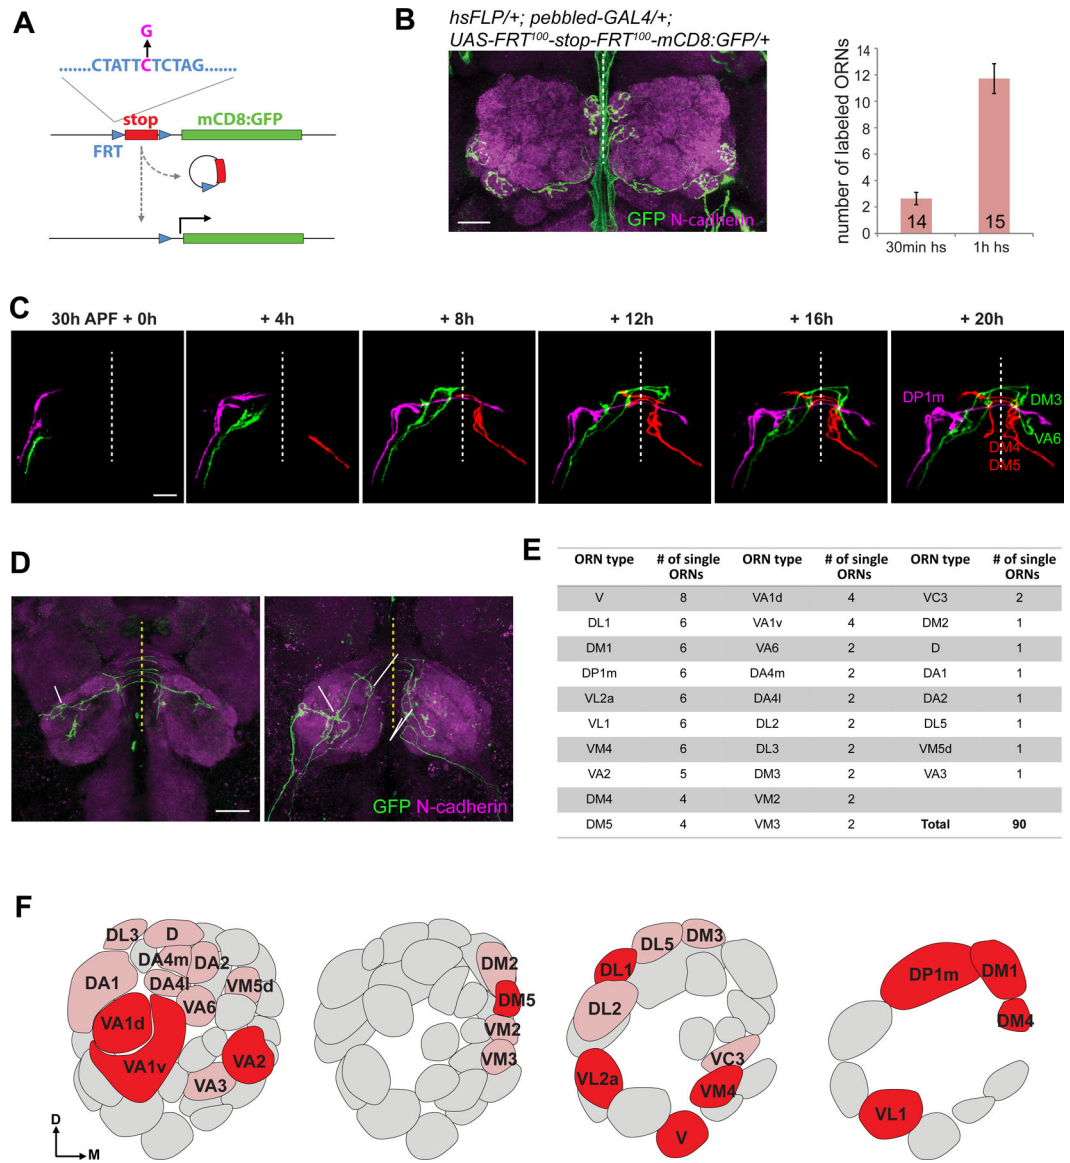 A
G
.......CTATTCTCTAG.......
stop
mCD8:GFP
FRT
B
hsFLP/+; pebbled-GAL4/+;
UAS-FRT100-stop-FRT100-mCD8:GFP/+
GFP N-cadherin
number of labeled ORNs
14
12
10
8
6
4
2
0
14
15
30min hs
1h hs
C
30h APF + 0h
+ 4h
+ 8h
+ 12h
+ 16h
+ 20h
DP1m
DM3
VA6
DM4
DM5
D
GFP N-cadherin
E
ORN type # of single ORNs ORN type # of single ORNs ORN type # of single ORNs
V 8 VA1d 4 VC3 2
DL1 6 VA1v 4 DM2 1
DM1 6 VA6 2 D 1
DP1m 6 DA4m 2 DA1 1
VL2a 6 DA4l 2 DA2 1
VL1 6 DL2 2 DL5 1
VM4 6 DL3 2 VM5d 1
VA2 5 DM3 2 VA3 1
DM4 4 VM2 2
DM5 4 VM3 2 Total 90
F
DL3
D
DA4m
DA2
DA1
DA4l
VM5d
VA6
VA1d
VA1v
VA2
VA3
D
M
DM2
DM5
VM2
VM3
DL5
DM3
DL1
DL2
VC3
VL2a
VM4
V
DP1m
DM1
DM4
VL1